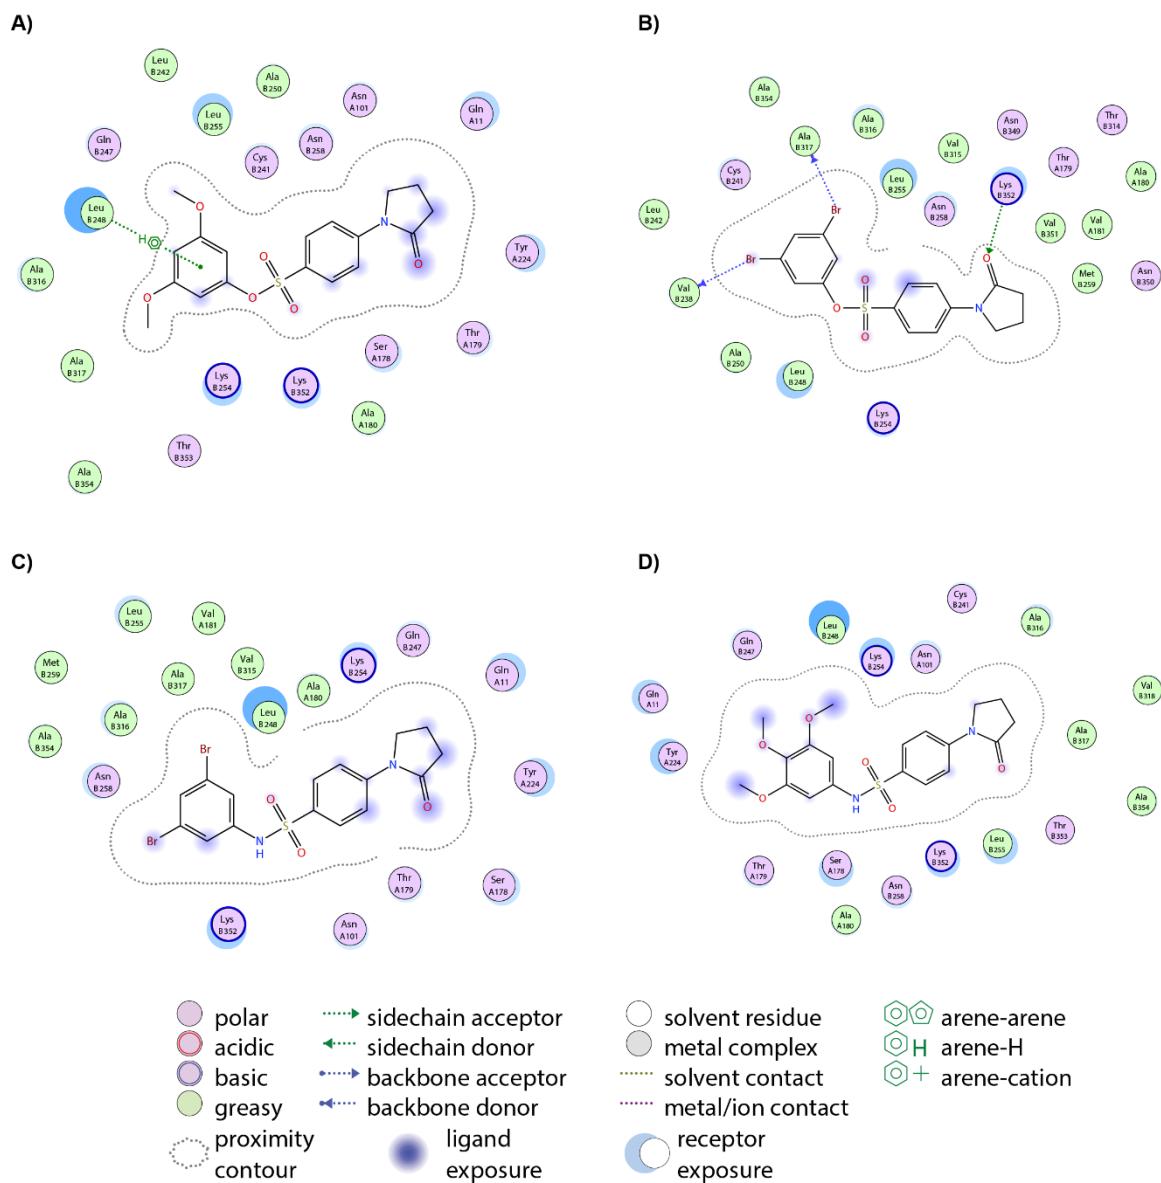 A)
Leu
B242
Ala
B250
Asn
A101
Gln
A11
Leu
B255
Gln
B247
Asn
B258
Cys
B241
Leu
B248
H
O
N
Tyr
A224
O
Ala
B316
O
O
S
O
O
Thr
A179
Ser
A178
Ala
B317
Lys
B254
Lys
B352
Ala
A180
Thr
B353
Ala
B354
B)
Ala
B354
Ala
B316
Asn
B349
Thr
B314
Ala
B317
Val
B315
Thr
A179
Cys
B241
Leu
B255
Lys
B352
Ala
A180
Asn
B258
Leu
B242
Br
Val
B351
Val
A181
Br
O
Met
B259
Asn
B350
Val
B238
O
O
S
N
O
Ala
B250
Leu
B248
Lys
B254
C)
Leu
B255
Val
A181
Gln
B247
Met
B259
Val
B315
Lys
B254
Gln
A11
Ala
B317
Ala
A180
Ala
B316
Leu
B248
Ala
B354
Br
N
Asn
B258
Tyr
A224
O
O
S
Br
N
H
O
Thr
A179
Ser
A178
Lys
B352
Asn
A101
D)
Cys
B241
Leu
B248
Ala
B316
Gln
B247
Lys
B254
Asn
A101
Gln
A11
Val
B318
O
N
Ala
B317
Tyr
A224
O
O
S
O
O
N
H
O
Ala
B354
Thr
B353
Leu
B255
Lys
B352
Thr
A179
Ser
A178
Asn
B258
Ala
A180
polar
sidechain acceptor
solvent residue
arene-arene
acidic
sidechain donor
metal complex
H
arene-H
basic
backbone acceptor
solvent contact
+
arene-cation
greasy
backbone donor
metal/ion contact
proximity
contour
ligand
exposure
receptor
exposure